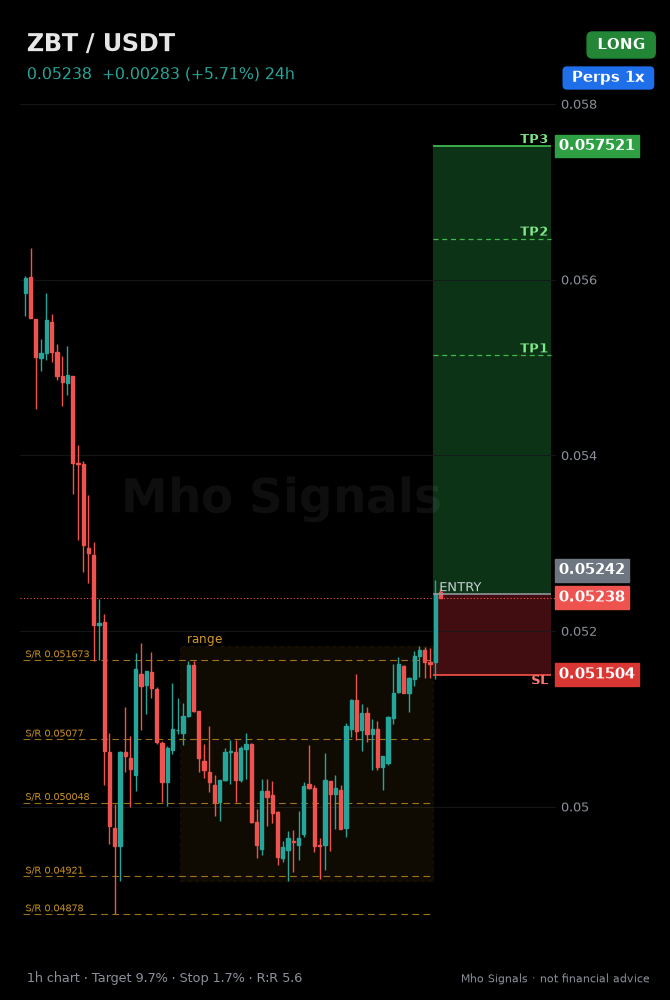 ZBT / USDT
LONG
0.05238 +0.00283 (+5.71%) 24h
Perps 1x
0.058
TP3
0.057521
TP2
0.056
TP1
0.054
Mho Signals
0.05242
ENTRY
0.05238
0.052
range
S/R 0.051673
0.051504
SL
S/R 0.05077
S/R 0.050048
0.05
S/R 0.04921
S/R 0.04878
1h chart · Target 9.7% · Stop 1.7% · R:R 5.6
Mho Signals · not financial advice